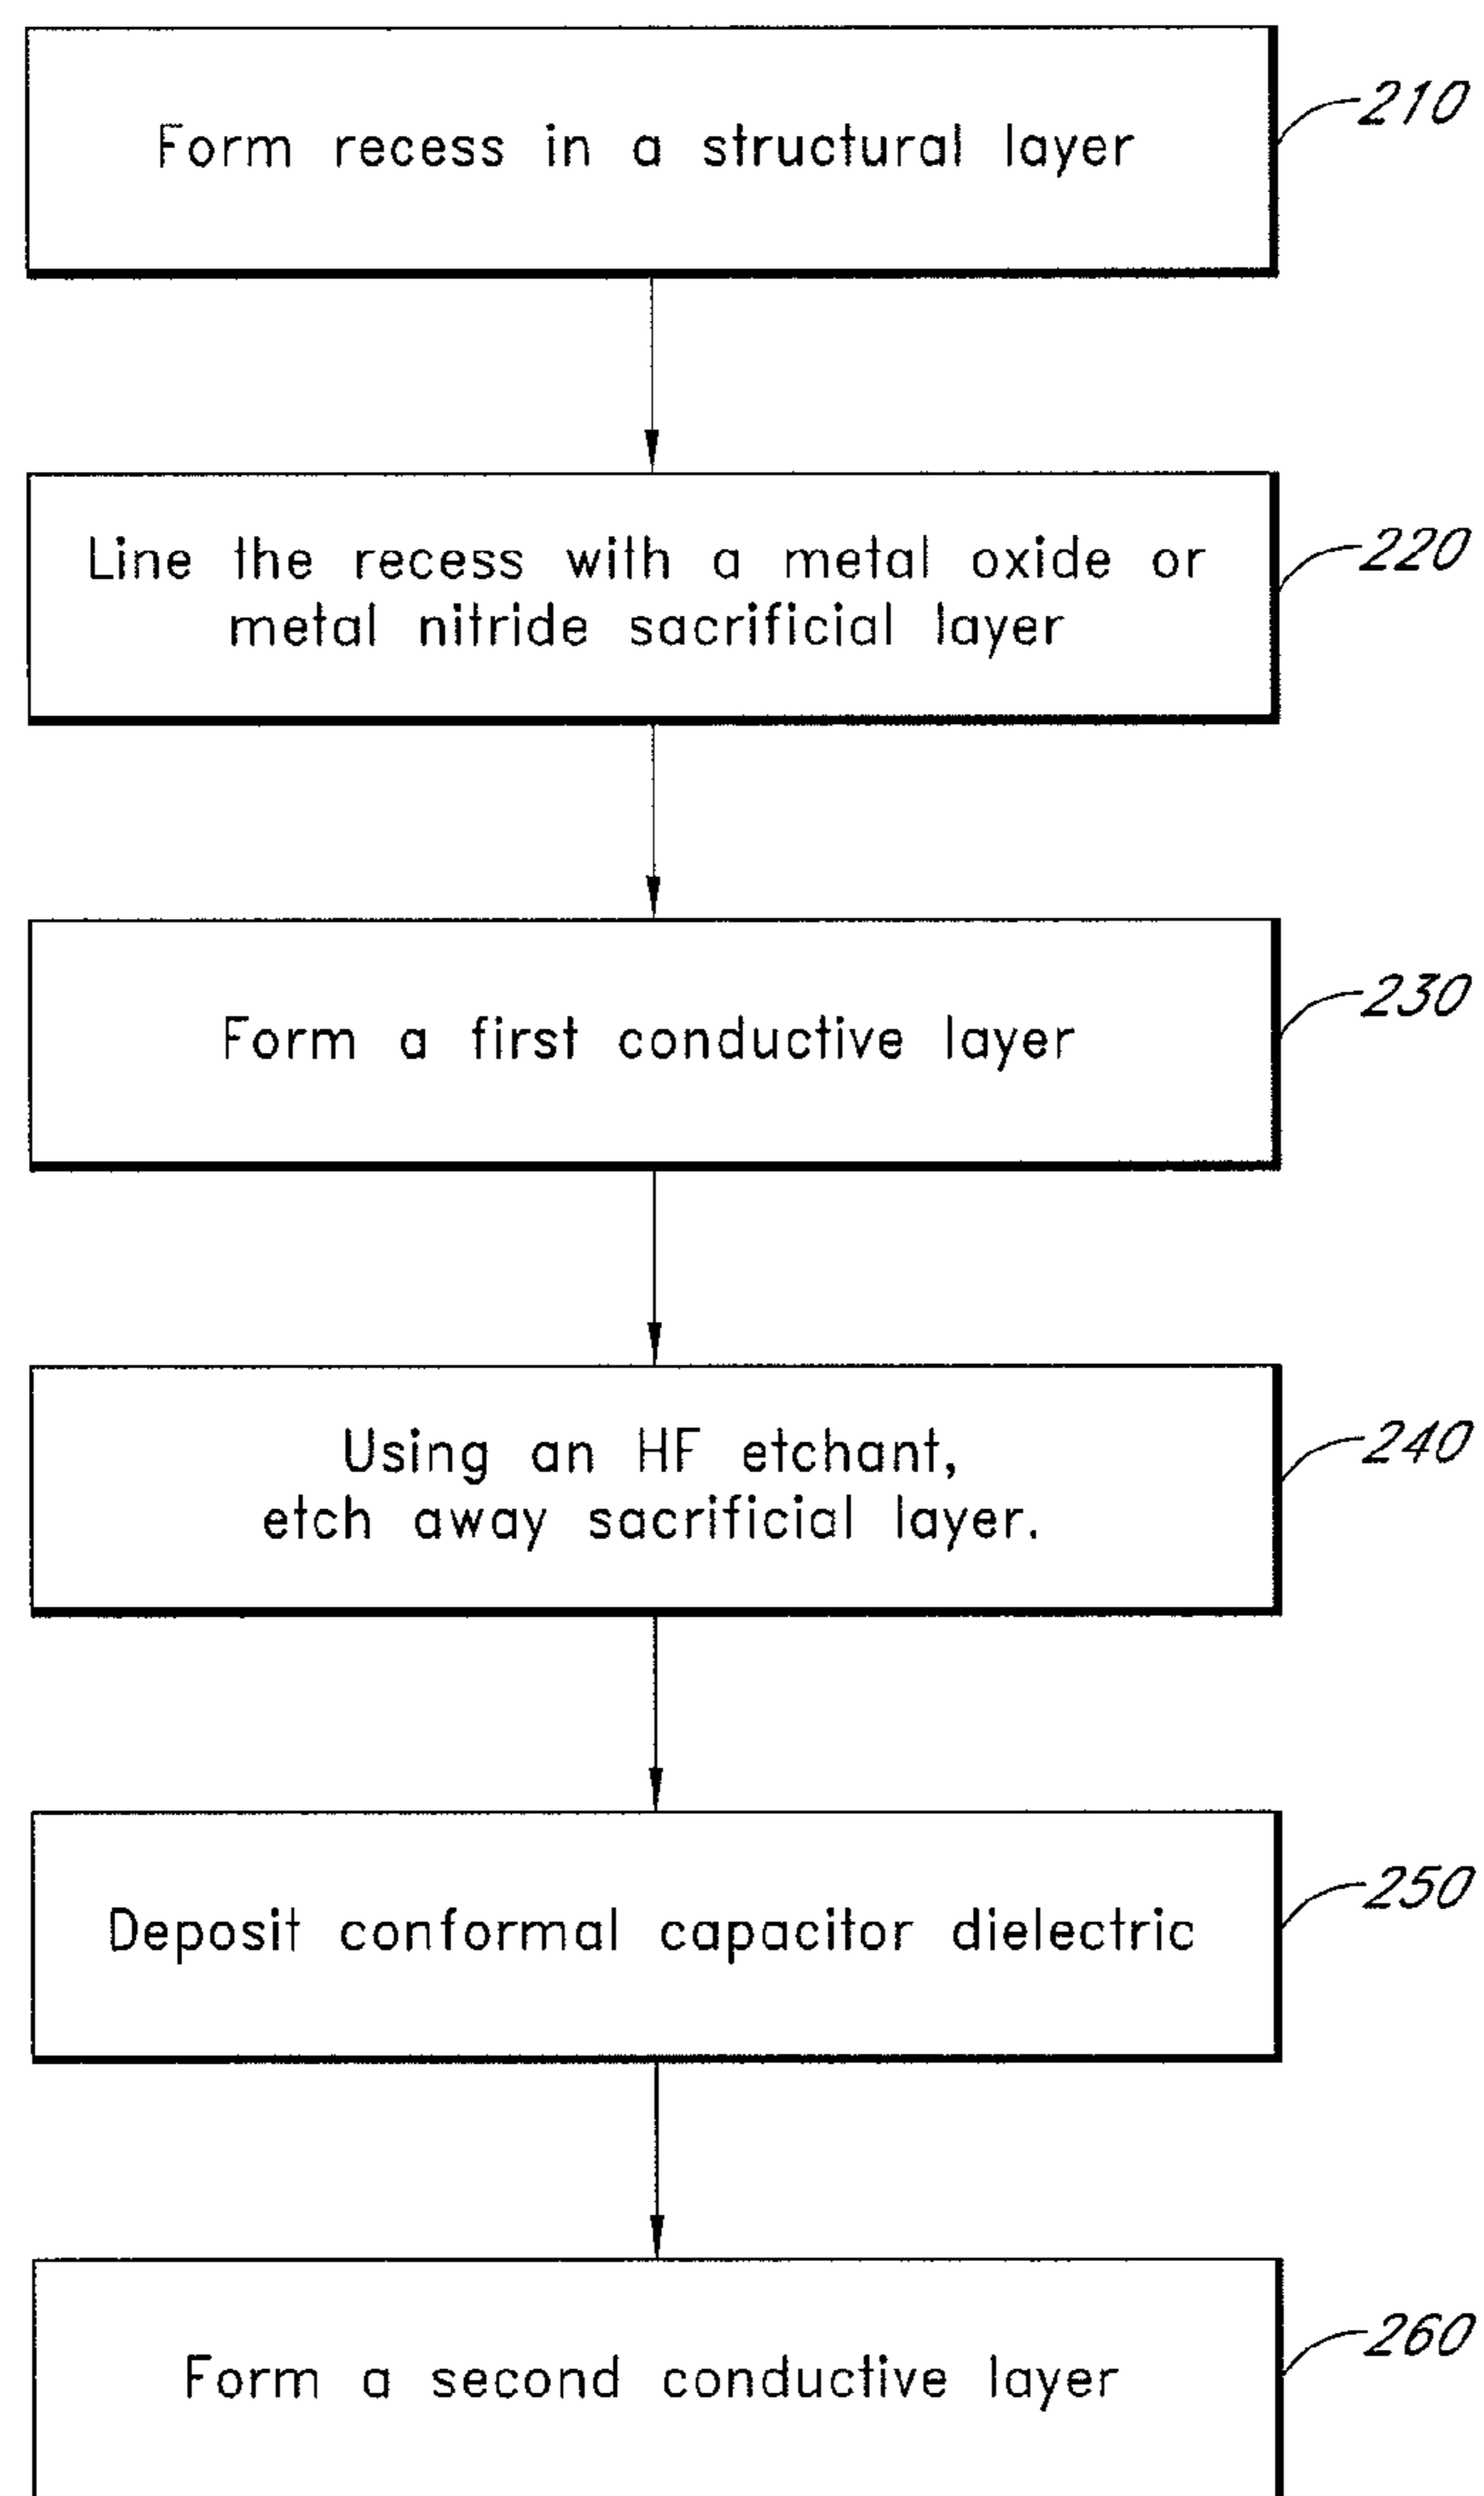 Form recess in a structural layer
210
Line the recess with a metal oxide or
metal nitride sacrificial layer
220
Form a first conductive layer
230
Using an HF etchant,
etch away sacrificial layer.
240
Deposit conformal capacitor dielectric
250
Form a second conductive layer
260